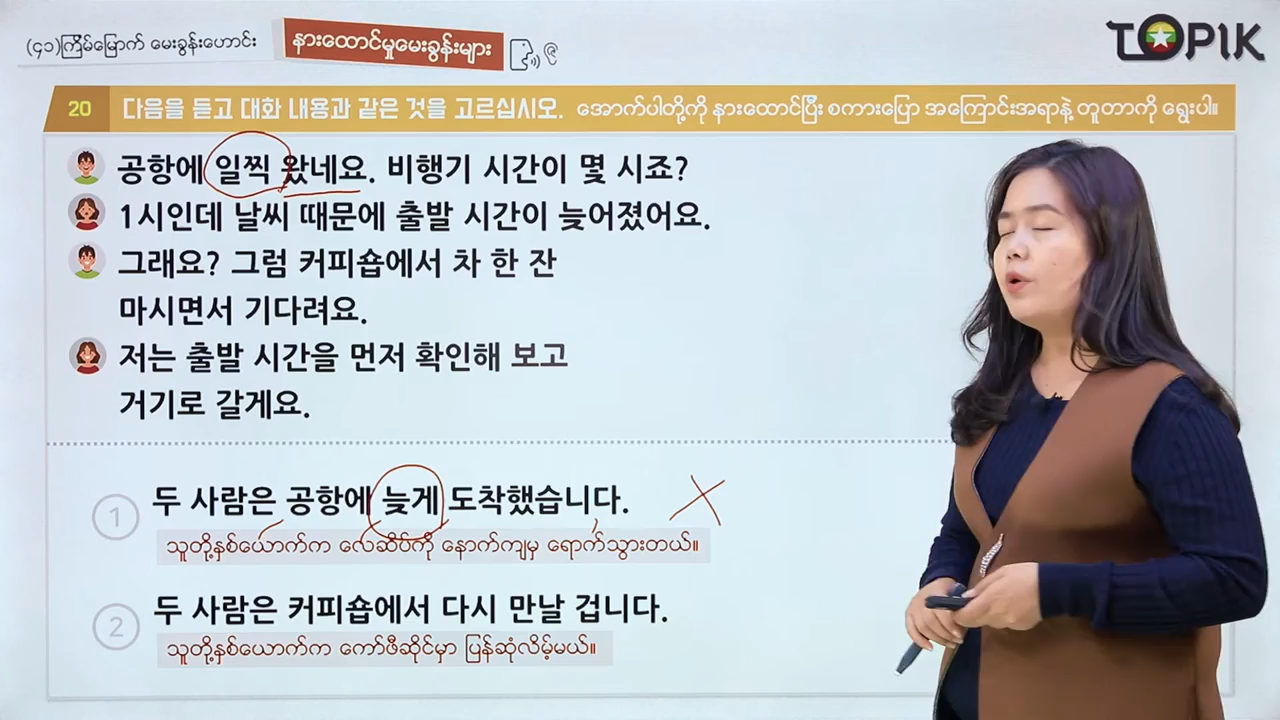 (၄၁)ကြိမ်မြောက် မေးခွန်းဟောင်း
နားထောင်မှုမေးခွန်းများ
၉
TOPIK
20 다음을 듣고 대화 내용과 같은 것을 고르십시오. အောက်ပါတို့ကို နားထောင်ပြီး စကားပြော အကြောင်းအရာနဲ့ တူတာကို ရွေးပါ။
공항에 일찍 왔네요. 비행기 시간이 몇 시죠?
1시인데 날씨 때문에 출발 시간이 늦어졌어요.
그래요? 그럼 커피숍에서 차 한 잔
마시면서 기다려요.
저는 출발 시간을 먼저 확인해 보고
거기로 갈게요.
1 두 사람은 공항에 늦게 도착했습니다.
သူတို့နှစ်ယောက်က လေဆိပ်ကို နောက်ကျမှ ရောက်သွားတယ်။
2 두 사람은 커피숍에서 다시 만날 겁니다.
သူတို့နှစ်ယောက်က ကော်ဖီဆိုင်မှာ ပြန်ဆုံလိမ့်မယ်။